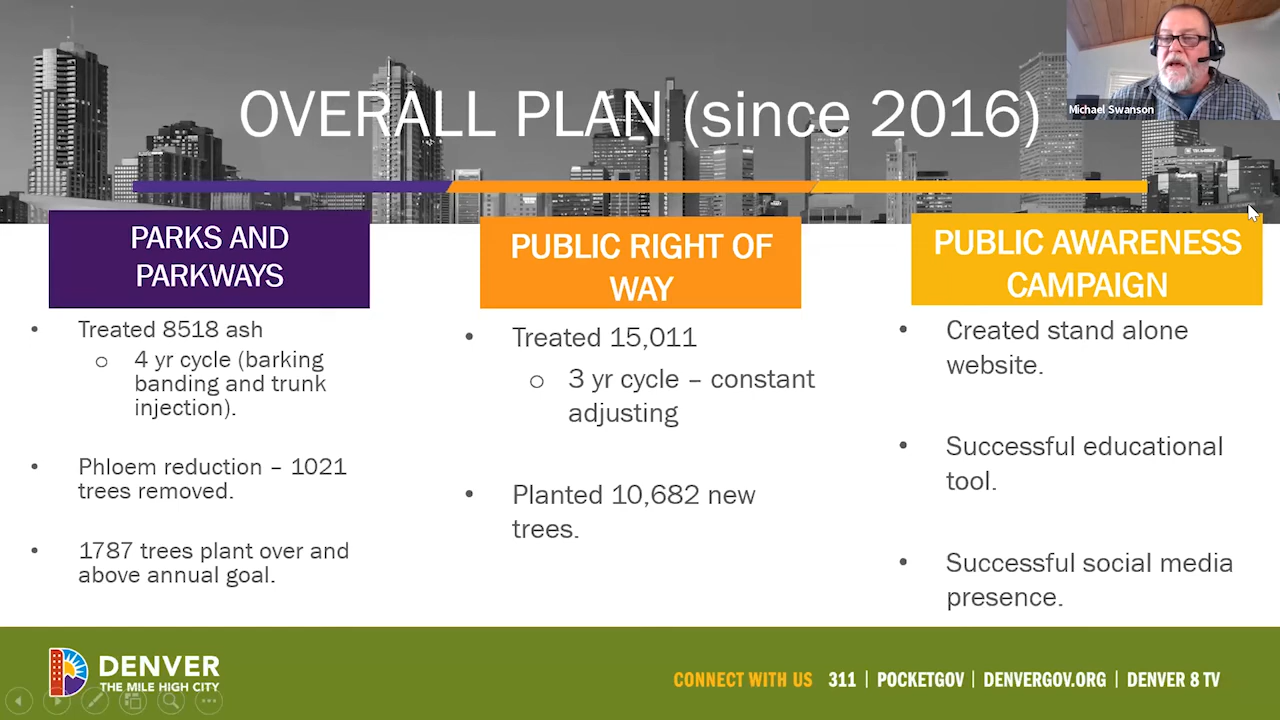 OVERALL PLAN (since 2016)
Michael Swanson
PARKS AND
PARKWAYS
• Treated 8518 ash
o 4 yr cycle (barking
banding and trunk
injection).
• Phloem reduction – 1021
trees removed.
• 1787 trees plant over and
above annual goal.
PUBLIC RIGHT OF
WAY
• Treated 15,011
o 3 yr cycle – constant
adjusting
• Planted 10,682 new
trees.
PUBLIC AWARENESS
CAMPAIGN
• Created stand alone
website.
• Successful educational
tool.
• Successful social media
presence.
DENVER
THE MILE HIGH CITY
CONNECT WITH US 311 | POCKETGOV | DENVERGOV.ORG | DENVER 8 TV